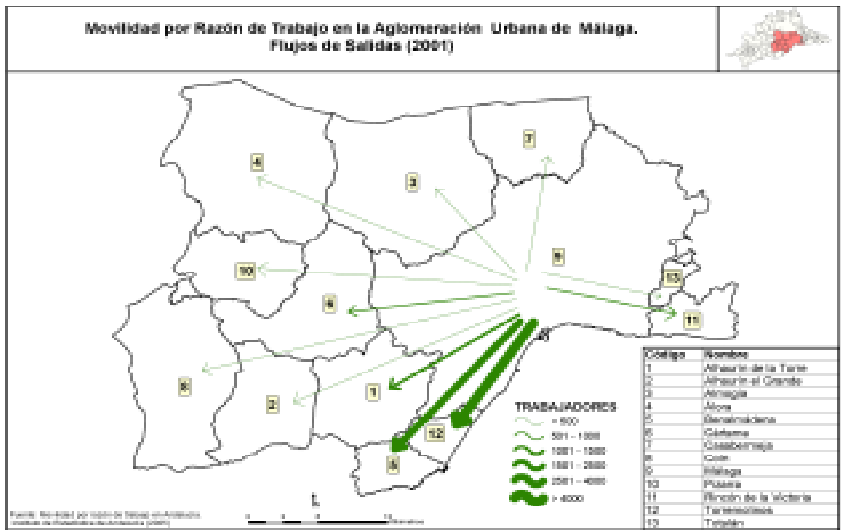 Movilidad por Razón de Trabajo en la Aglomeración Urbana de Málaga.
Flujos de Salidas (2001)
7
4
3
9
10
13
6
11
8
2
1
12
5
TRABAJADORES
< 500
501 - 1000
1001 - 1500
1501 - 2500
2501 - 4000
> 4000
Código Nombre
1 Alhaurín de la Torre
2 Alhaurín el Grande
3 Almogía
4 Álora
5 Benalmádena
6 Cártama
7 Casabermeja
8 Coín
9 Málaga
10 Pizarra
11 Rincón de la Victoria
12 Torremolinos
13 Totalán